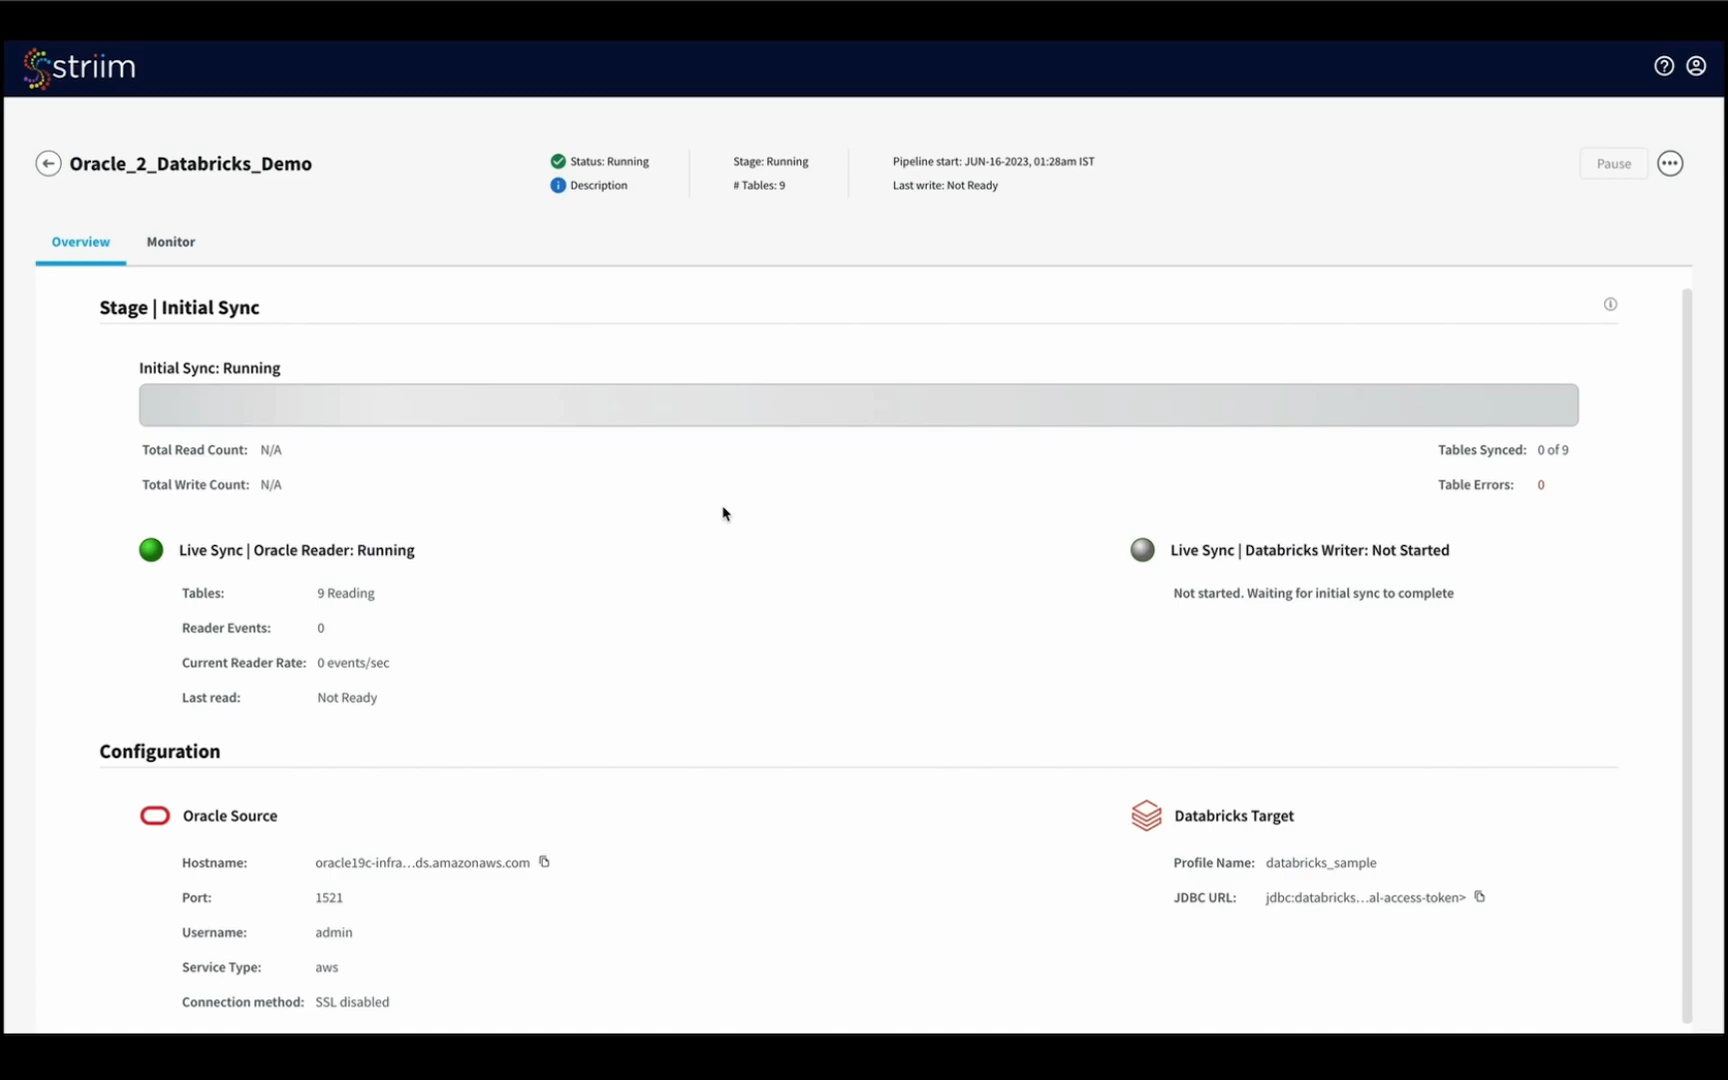 striim
Oracle_2_Databricks_Demo
Status: Running
Description
Stage: Running
# Tables: 9
Pipeline start: JUN-16-2023, 01:28am IST
Last write: Not Ready
Pause
Overview
Monitor
Stage | Initial Sync
Initial Sync: Running
Total Read Count: N/A
Tables Synced: 0 of 9
Total Write Count: N/A
Table Errors: 0
Live Sync | Oracle Reader: Running
Tables: 9 Reading
Reader Events: 0
Current Reader Rate: 0 events/sec
Last read: Not Ready
Live Sync | Databricks Writer: Not Started
Not started. Waiting for initial sync to complete
Configuration
Oracle Source
Hostname: oracle19c-infra...ds.amazonaws.com
Port: 1521
Username: admin
Service Type: aws
Connection method: SSL disabled
Databricks Target
Profile Name: databricks_sample
JDBC URL: jdbc:databricks...al-access-token>